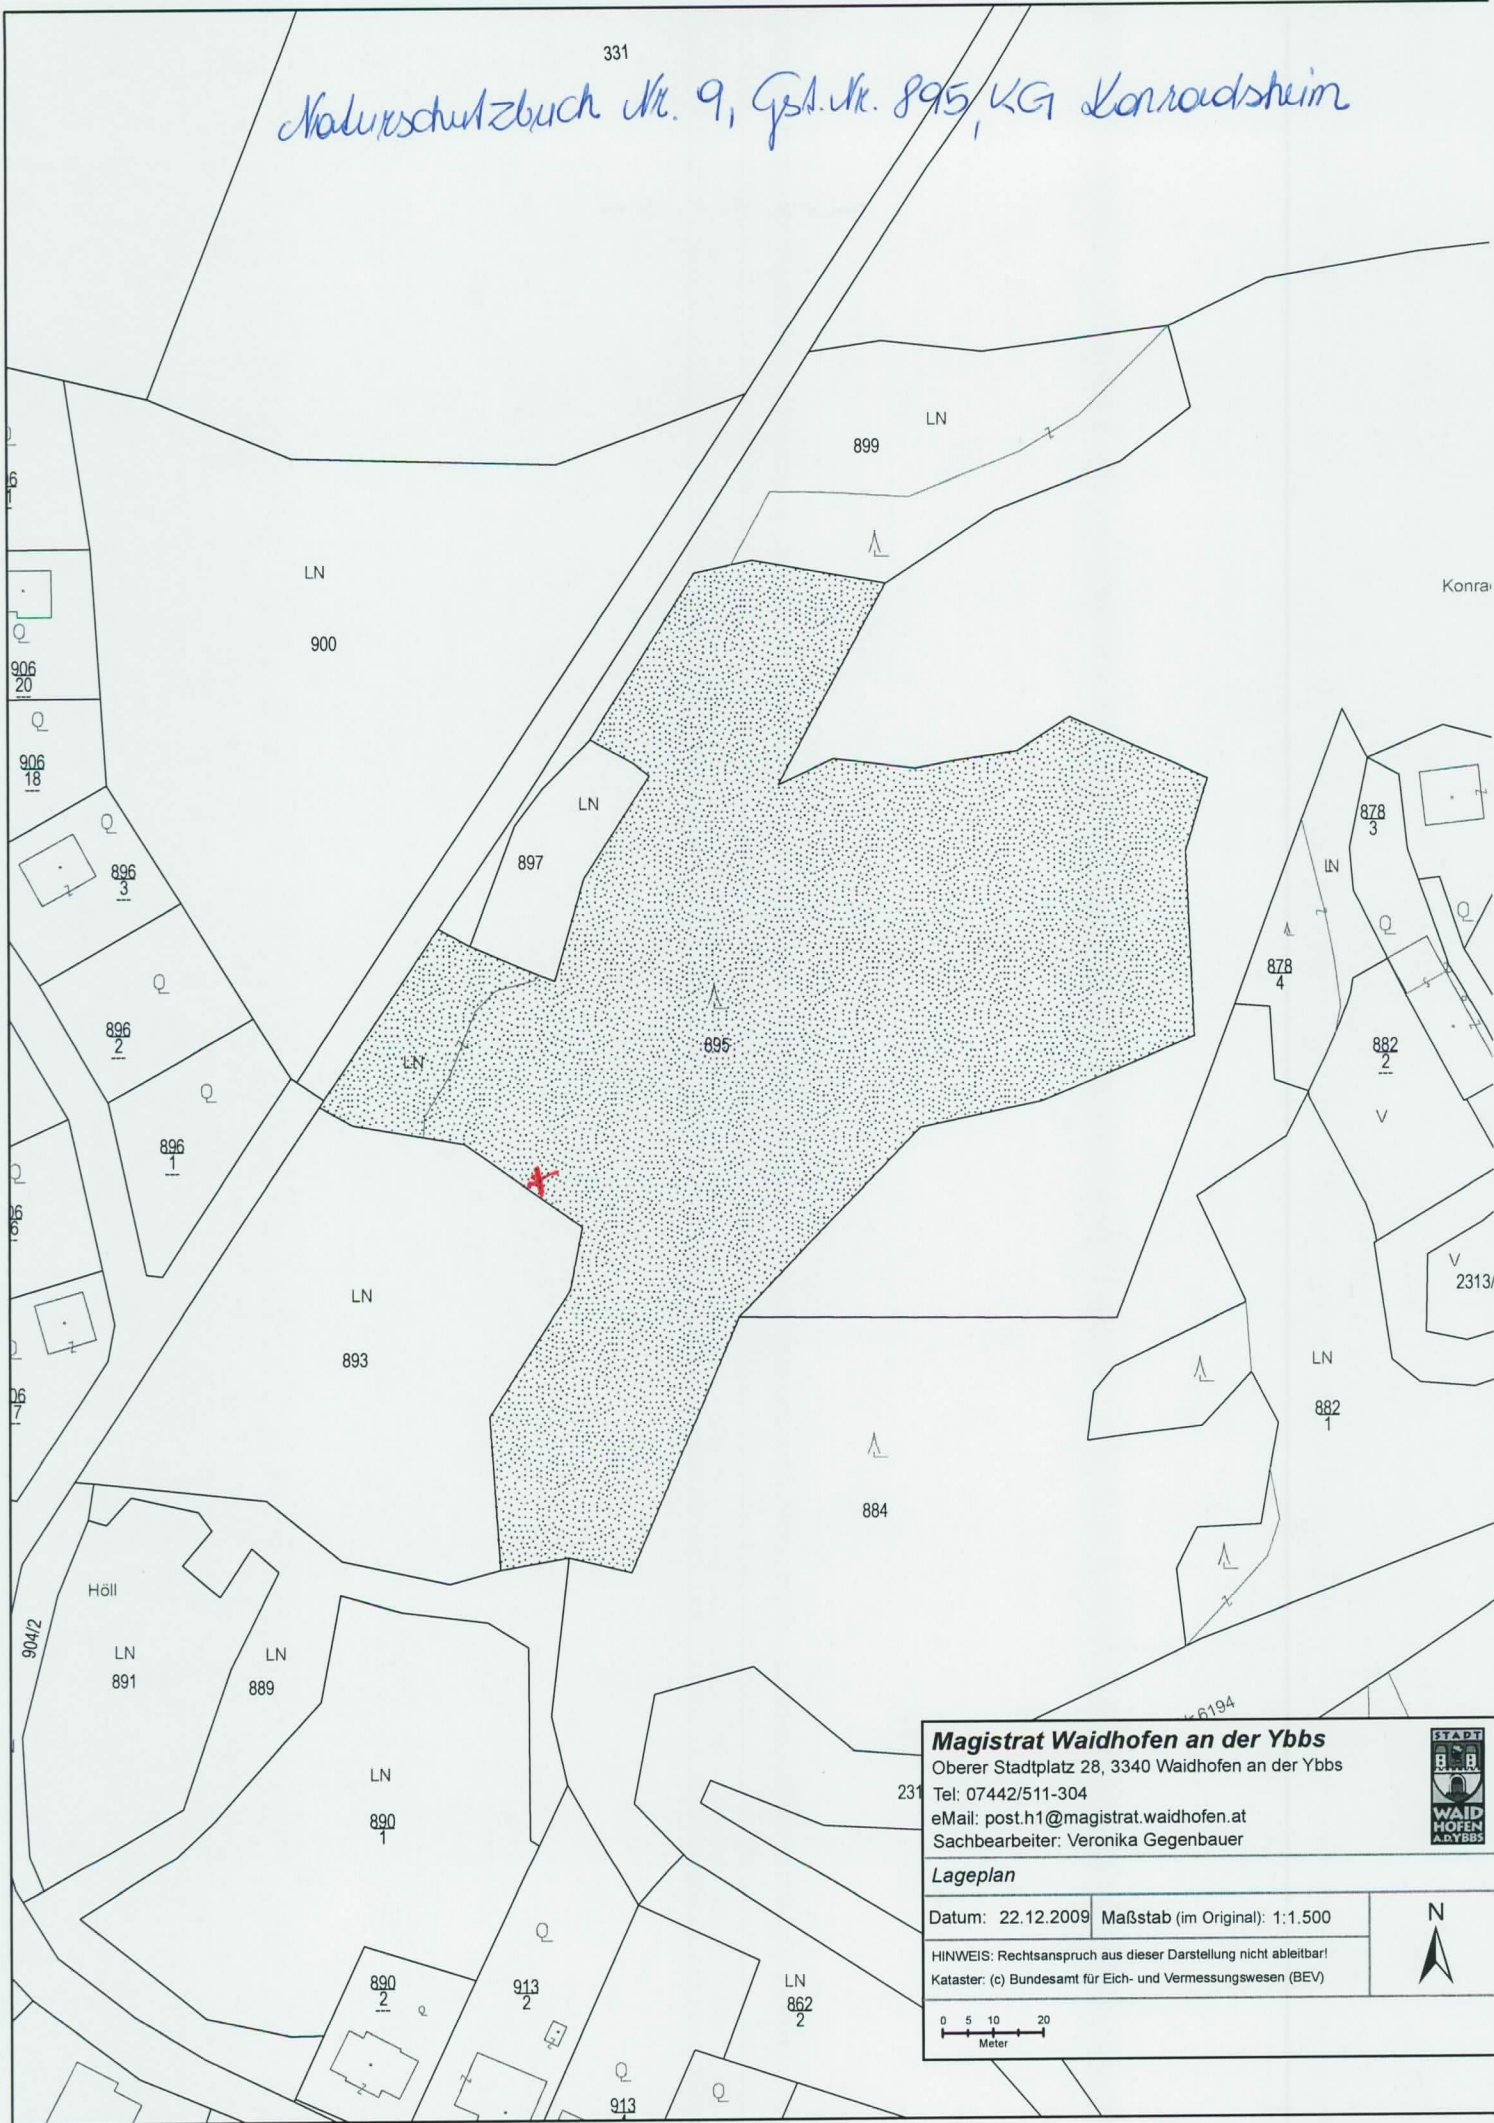 331
Naturschutzbuch Nr. 9, Gst. Nr. 895, KG Konradsheim
LN
899
Konra
LN
900
Q
906
20
Q
906
18
LN
897
Q
896
3
Q
896
2
Q
896
1
LN
895
878
3
LN
Q
Q
878
4
882
2
V
V
2313/
LN
893
LN
882
1
884
Höll
904/2
LN
891
LN
889
LN
890
1
6194
231
Q
890
2
Q
913
2
LN
862
2
Q
913
Q
Magistrat Waidhofen an der Ybbs
Oberer Stadtplatz 28, 3340 Waidhofen an der Ybbs
Tel: 07442/511-304
eMail: post.h1@magistrat.waidhofen.at
Sachbearbeiter: Veronika Gegenbauer
STADT
WAID
HOFEN
A.D.YBBS
Lageplan
Datum: 22.12.2009 Maßstab (im Original): 1:1.500
N
HINWEIS: Rechtsanspruch aus dieser Darstellung nicht ableitbar!
Kataster: (c) Bundesamt für Eich- und Vermessungswesen (BEV)
0 5 10 20
Meter